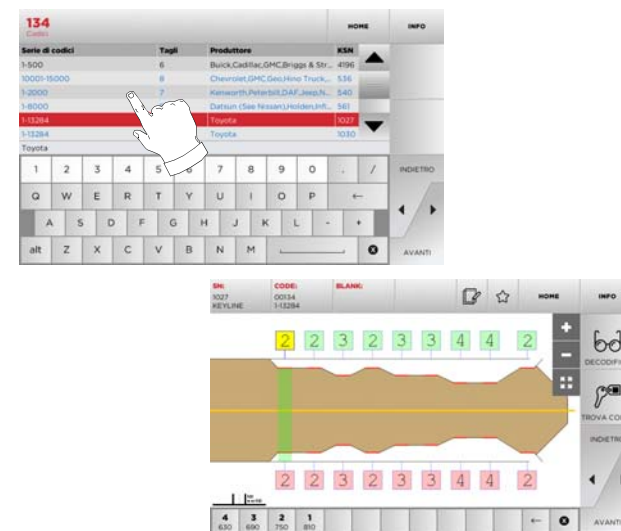 134
Codici
HOME
INFO
Serie di codici Tagli Produttore KSN
1-500 6 Buick,Cadillac,GMC,Briggs & Str... 4196
10001-15000 8 Chevrolet,GMC,Geo,Hino Truck,... 536
1-2000 7 Kenworth,Peterbilt,DAF,Jeep,N... 540
1-8000 Datsun (See Nissan),Holden,Infi... 561
1-13284 Toyota 1027
1-13284 Toyota 1030
Toyota
1 2 3 4 5 6 7 8 9 0 . /
INDIETRO
Q W E R T Y U I O P ←
A S D F G H J K L - +
alt Z X C V B N M
AVANTI
SN: CODE: BLANK:
1027 00134
KEYLINE 1-13284
HOME
INFO
2 2 3 2 3 3 4 4 2
+
-
DECODIFI
TROVA CO
2 2 3 2 3 3 4 4 2
INDIETR
4 3 2 1
630 690 750 810
←
AVANTI